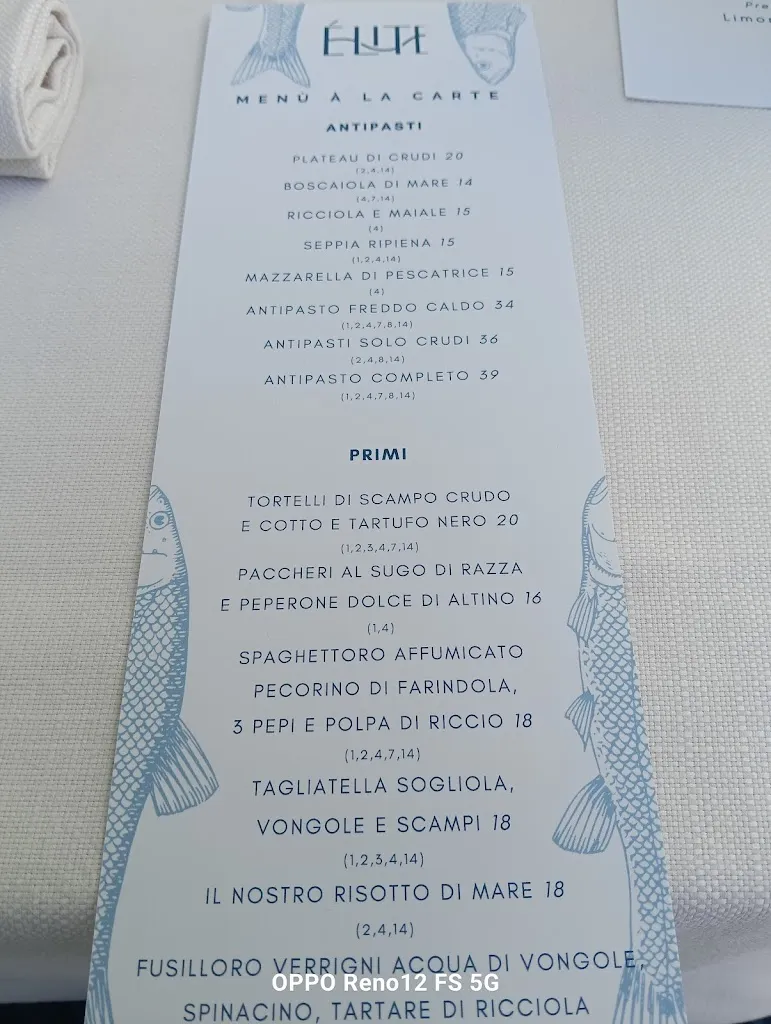 ÉLITE
Pre
Limon
MENÙ À LA CARTE
ANTIPASTI
PLATEAU DI CRUDI 20
(2,4,14)
BOSCAIOLA DI MARE 14
(4,7,14)
RICCIOLA E MAIALE 15
(4)
SEPPIA RIPIENA 15
(1,2,4,14)
MAZZARELLA DI PESCATRICE 15
(4)
ANTIPASTO FREDDO CALDO 34
(1,2,4,7,8,14)
ANTIPASTI SOLO CRUDI 36
(2,4,8,14)
ANTIPASTO COMPLETO 39
(1,2,4,7,8,14)
PRIMI
TORTELLI DI SCAMPO CRUDO
E COTTO E TARTUFO NERO 20
(1,2,3,4,7,14)
PACCHERI AL SUGO DI RAZZA
E PEPERONE DOLCE DI ALTINO 16
(1,4)
SPAGHETTORO AFFUMICATO
PECORINO DI FARINDOLA,
3 PEPI E POLPA DI RICCIO 18
(1,2,4,7,14)
TAGLIATELLA SOGLIOLA,
VONGOLE E SCAMPI 18
(1,2,3,4,14)
IL NOSTRO RISOTTO DI MARE 18
(2,4,14)
FUSILLORO VERRIGNI ACQUA DI VONGOLE,
SPINACINO, TARTARE DI RICCIOLA
OPPO Reno12 FS 5G